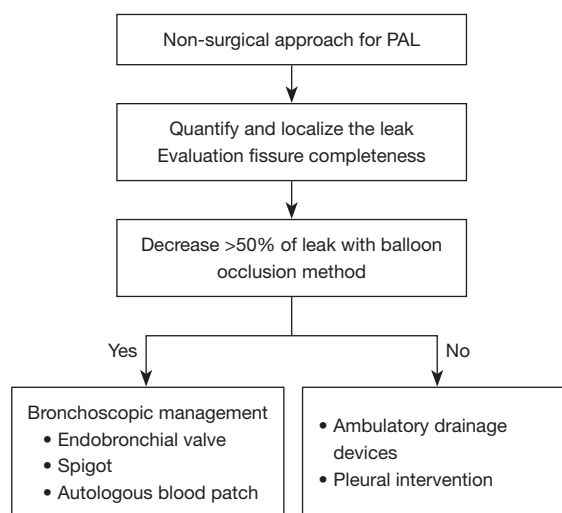 Non-surgical approach for PAL
Quantify and localize the leak
Evaluation fissure completeness
Decrease >50% of leak with balloon
occlusion method
Yes
No
Bronchoscopic management
• Endobronchial valve
• Spigot
• Autologous blood patch
• Ambulatory drainage
devices
• Pleural intervention